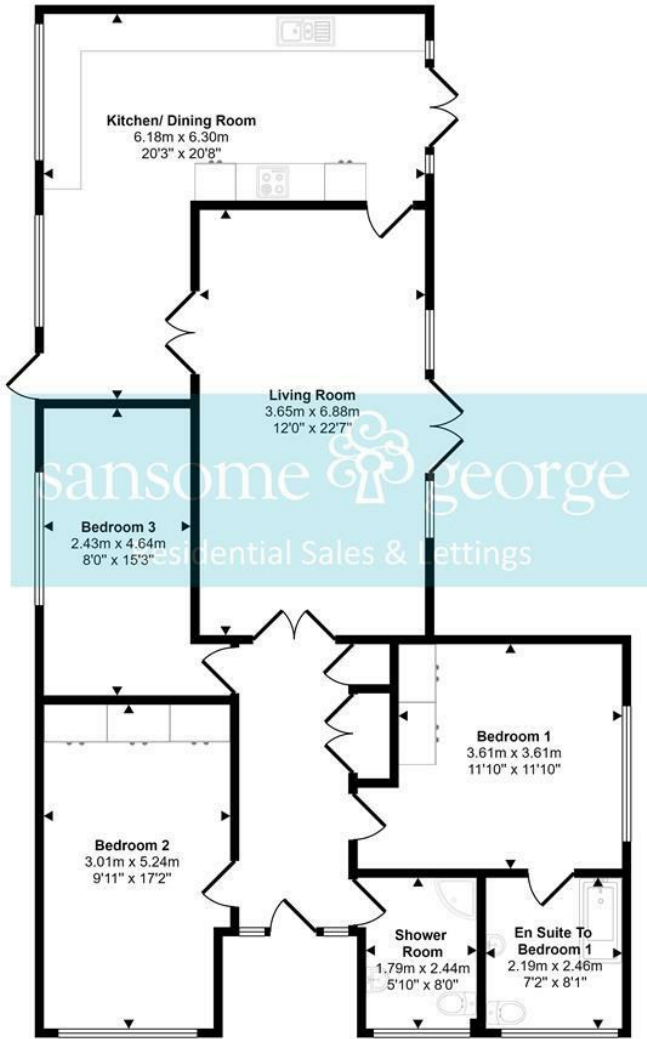 Kitchen/ Dining Room
6.18m x 6.30m
20'3" x 20'8"
Living Room
3.65m x 6.88m
12'0" x 22'7"
sansome george
Bedroom 3
2.43m x 4.64m
8'0" x 15'3"
Residential Sales & Lettings
Bedroom 1
3.61m x 3.61m
11'10" x 11'10"
Bedroom 2
3.01m x 5.24m
9'11" x 17'2"
Shower
Room
1.79m x 2.44m
5'10" x 8'0"
En Suite To
Bedroom 1
2.19m x 2.46m
7'2" x 8'1"